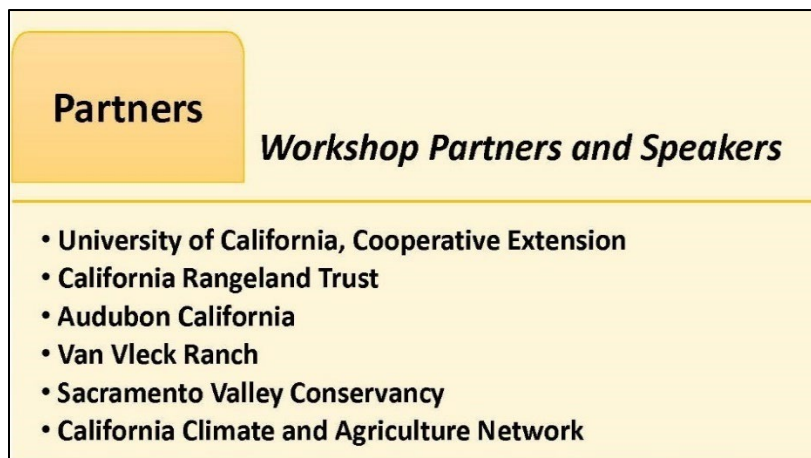 Partners
Workshop Partners and Speakers
• University of California, Cooperative Extension
• California Rangeland Trust
• Audubon California
• Van Vleck Ranch
• Sacramento Valley Conservancy
• California Climate and Agriculture Network